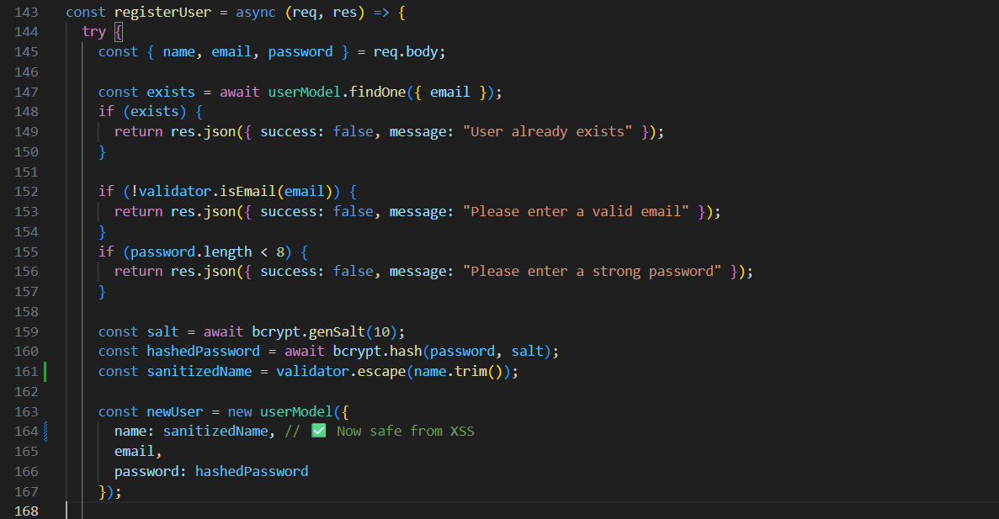 143 const registerUser = async (req, res) => {
144 try {
145 const { name, email, password } = req.body;
146
147 const exists = await userModel.findOne({ email });
148 if (exists) {
149 return res.json({ success: false, message: "User already exists" });
150 }
151
152 if (!validator.isEmail(email)) {
153 return res.json({ success: false, message: "Please enter a valid email" });
154 }
155 if (password.length < 8) {
156 return res.json({ success: false, message: "Please enter a strong password" });
157 }
158
159 const salt = await bcrypt.genSalt(10);
160 const hashedPassword = await bcrypt.hash(password, salt);
161 const sanitizedName = validator.escape(name.trim());
162
163 const newUser = new userModel({
164 name: sanitizedName, // ✅ Now safe from XSS
165 email,
166 password: hashedPassword
167 });
168